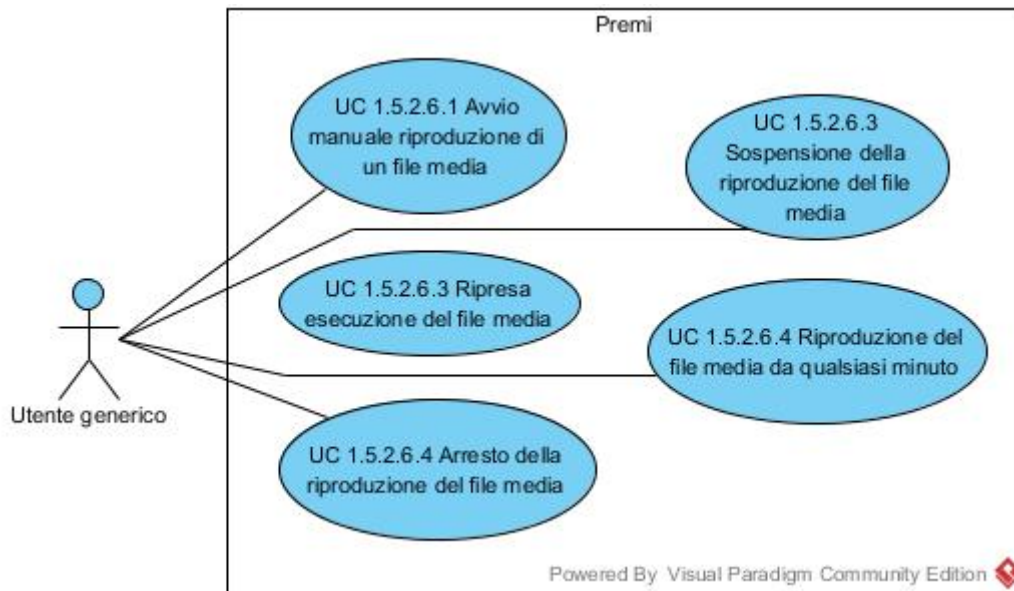 Premi
UC 1.5.2.6.1 Avvio
manuale riproduzione di
un file media
UC 1.5.2.6.3
Sospensione della
riproduzione del file
media
UC 1.5.2.6.3 Ripresa
esecuzione del file media
UC 1.5.2.6.4 Riproduzione del
file media da qualsiasi minuto
Utente generico
UC 1.5.2.6.4 Arresto della
riproduzione del file media
Powered By Visual Paradigm Community Edition